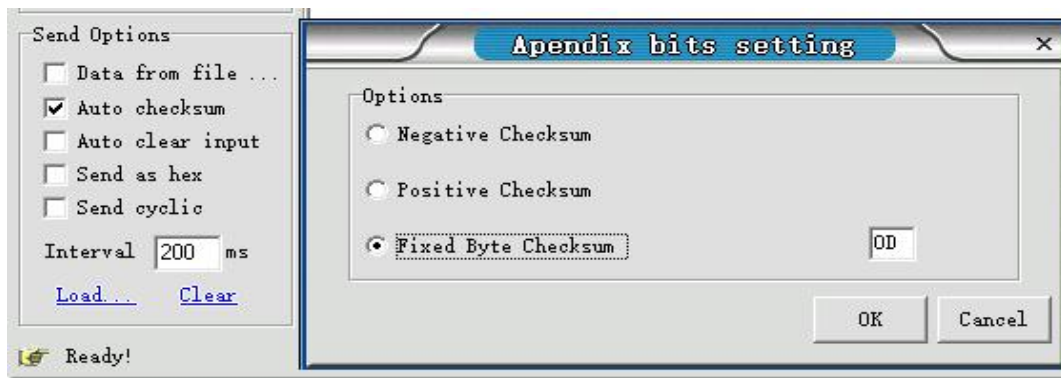 Send Options
Data from file ...
Auto checksum
Auto clear input
Send as hex
Send cyclic
Interval 200 ms
Load... Clear
Ready!
Apendix bits setting
×
Options
Negative Checksum
Positive Checksum
Fixed Byte Checksum 0D
OK Cancel